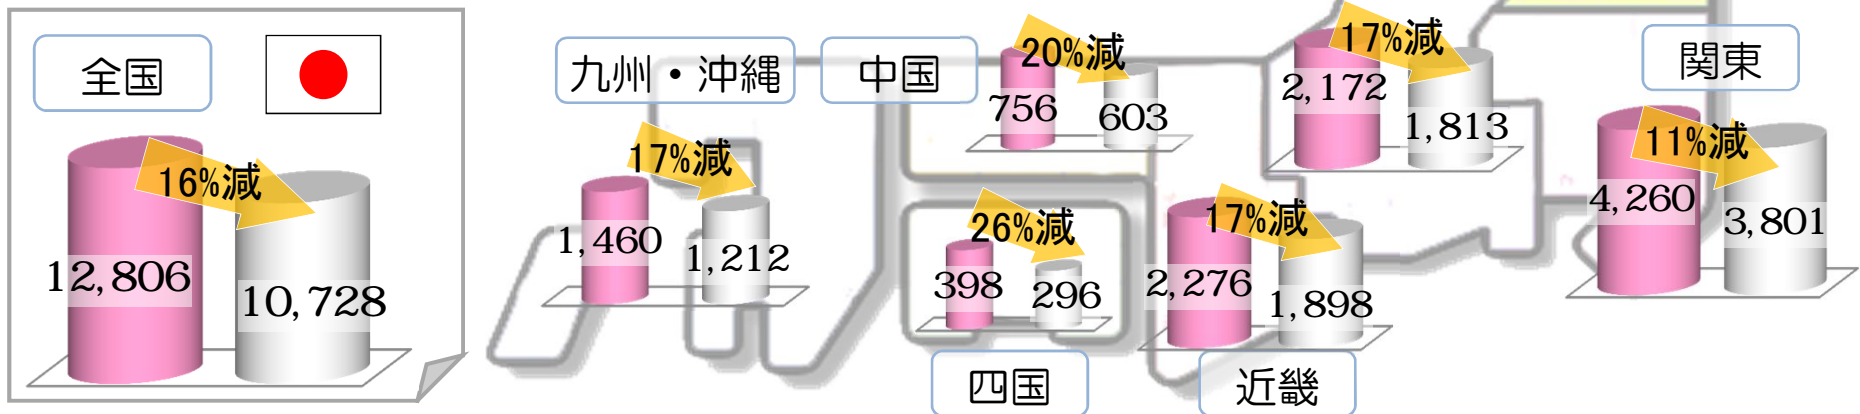 全国
16%減
12,806
10,728
九州・沖縄
17%減
1,460
1,212
中国
20%減
756
603
26%減
398
296
四国
17%減
2,172
1,813
17%減
2,276
1,898
近畿
関東
11%減
4,260
3,801